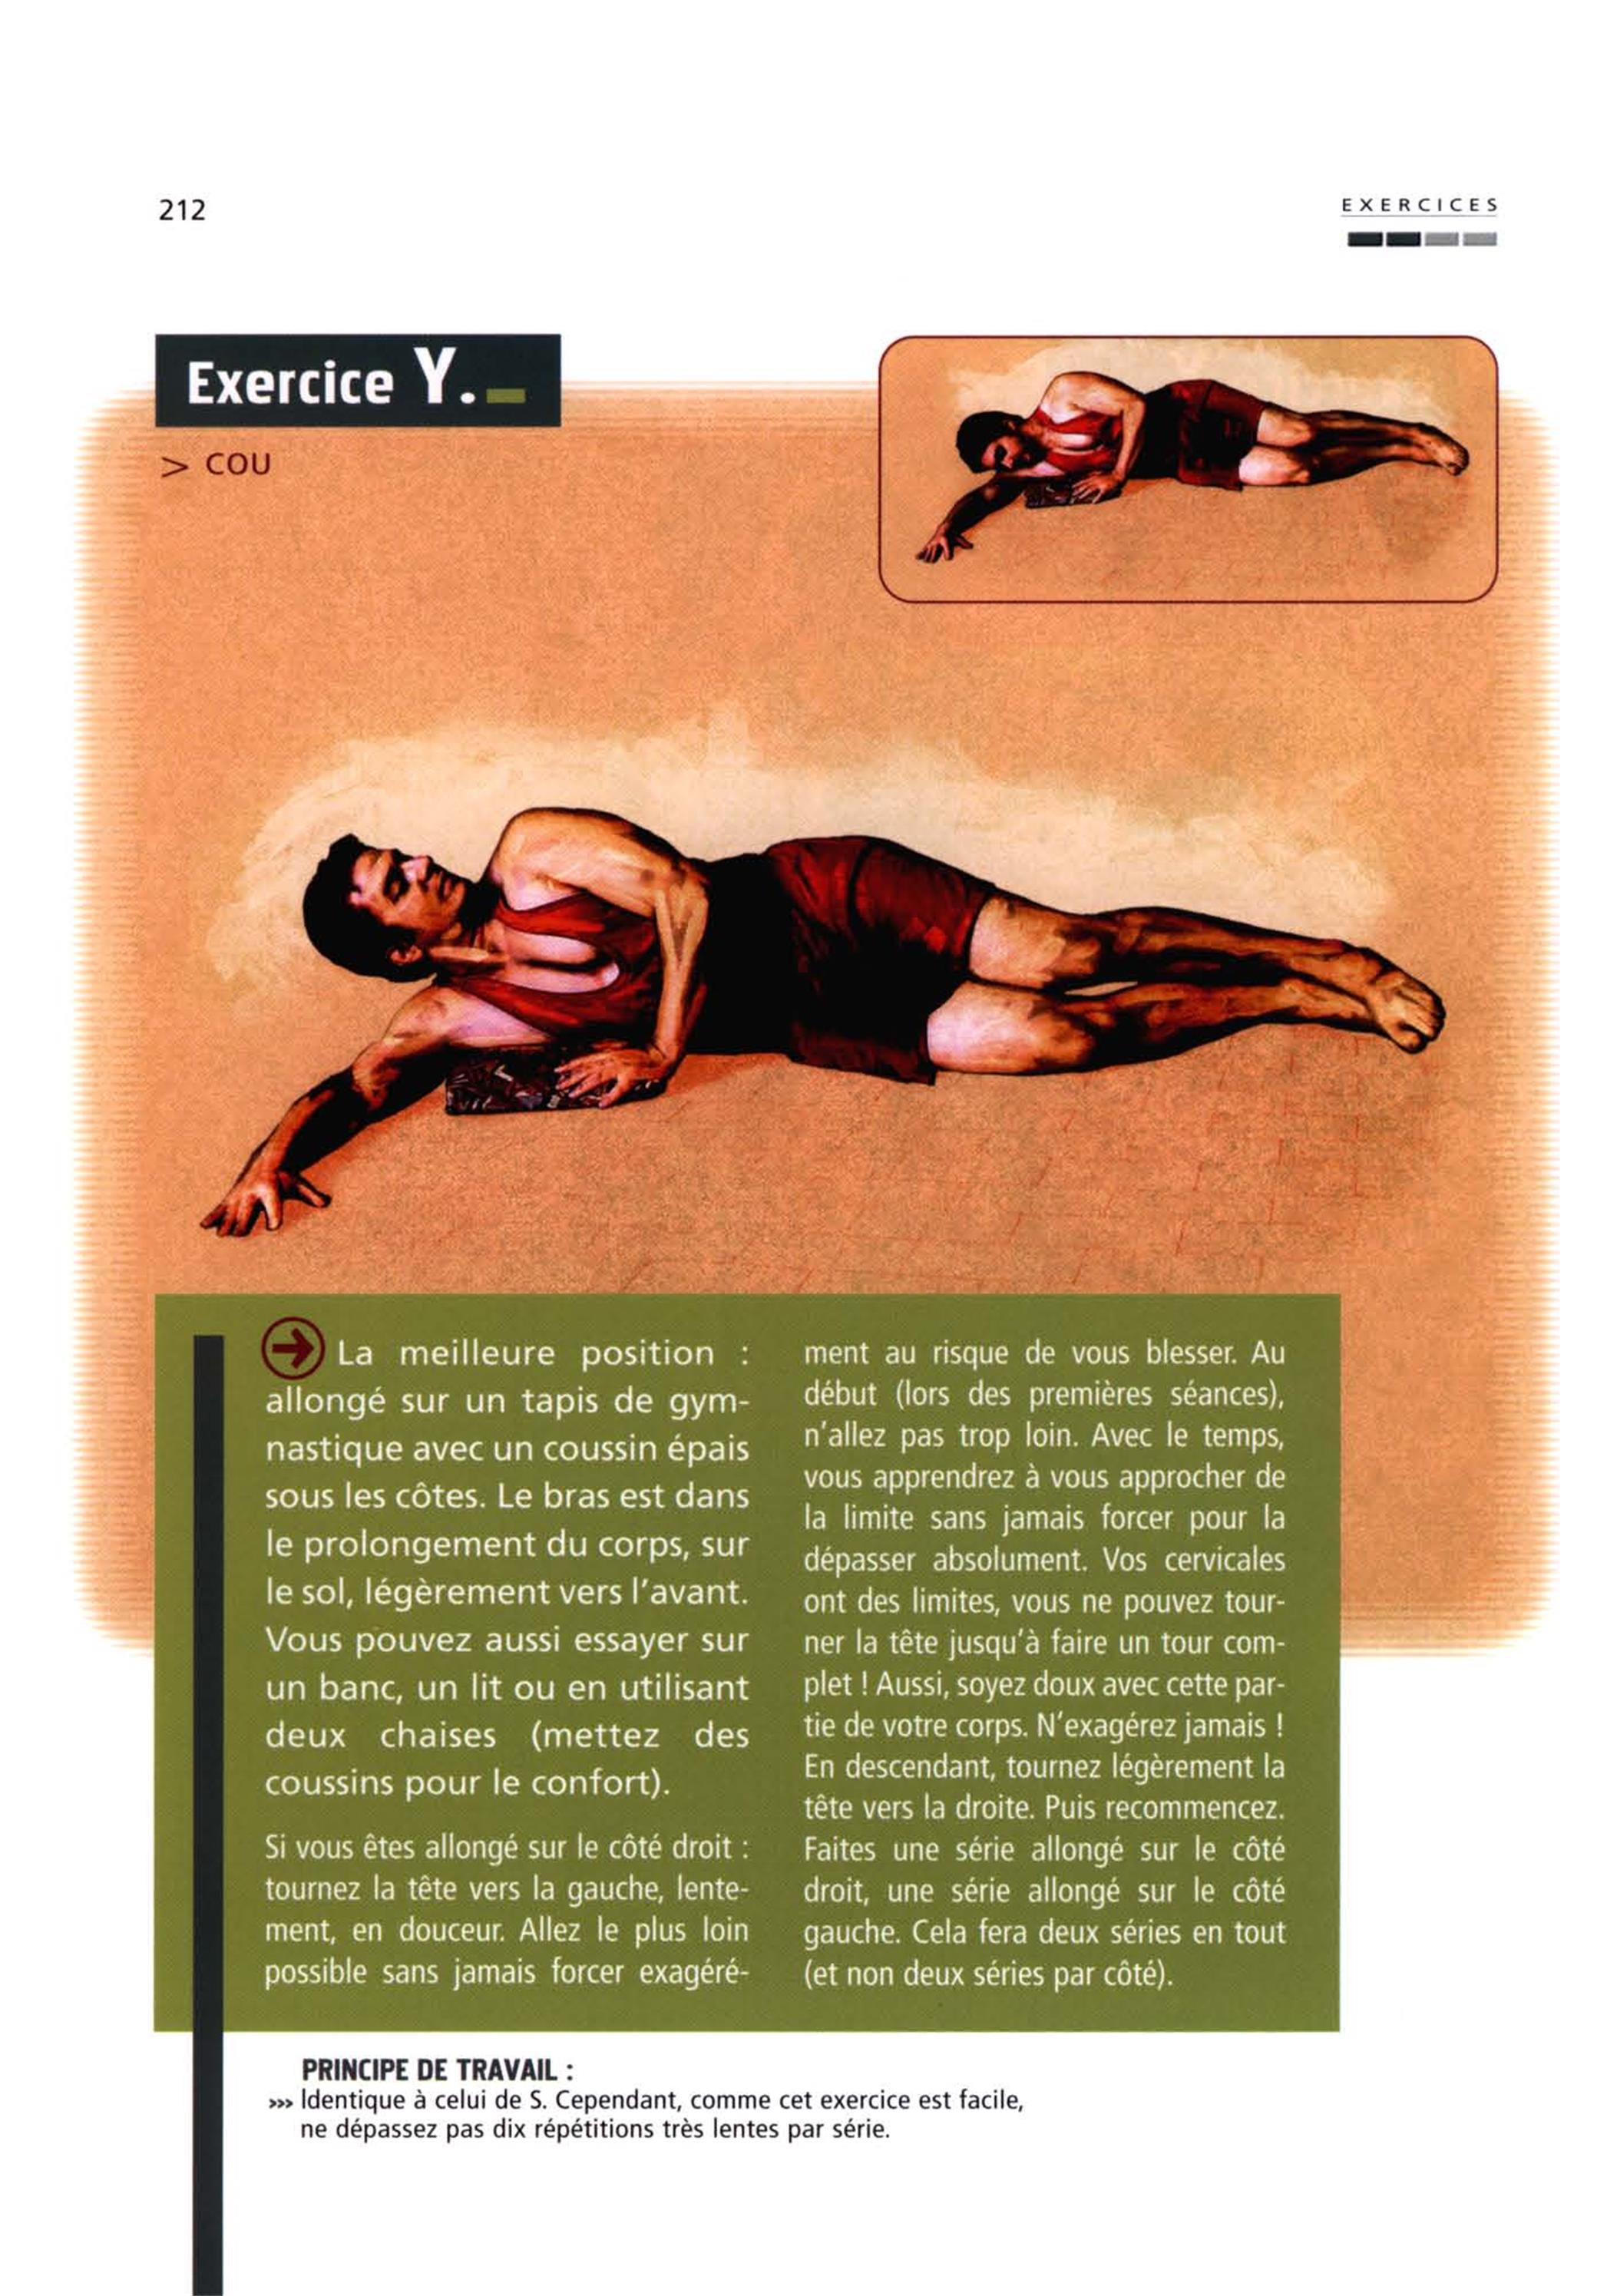 212
EXERCICES
Exercice Y.
> COU
La meilleure position :
allongé sur un tapis de gym-
nastique avec un coussin épais
sous les côtes. Le bras est dans
le prolongement du corps, sur
le sol, légèrement vers l'avant.
Vous pouvez aussi essayer sur
un banc, un lit ou en utilisant
deux chaises (mettez des
coussins pour le confort).
Si vous êtes allongé sur le côté droit :
tournez la tête vers la gauche, lente-
ment, en douceur. Allez le plus loin
possible sans jamais forcer exagéré-
ment au risque de vous blesser. Au
début (lors des premières séances),
n'allez pas trop loin. Avec le temps,
vous apprendrez à vous approcher de
la limite sans jamais forcer pour la
dépasser absolument. Vos cervicales
ont des limites, vous ne pouvez tour-
ner la tête jusqu'à faire un tour com-
plet ! Aussi, soyez doux avec cette par-
tie de votre corps. N'exagérez jamais !
En descendant, tournez légèrement la
tête vers la droite. Puis recommencez.
Faites une série allongé sur le côté
droit, une série allongé sur le côté
gauche. Cela fera deux séries en tout
(et non deux séries par côté).
PRINCIPE DE TRAVAIL :
»» Identique à celui de S. Cependant, comme cet exercice est facile,
ne dépassez pas dix répétitions très lentes par série.